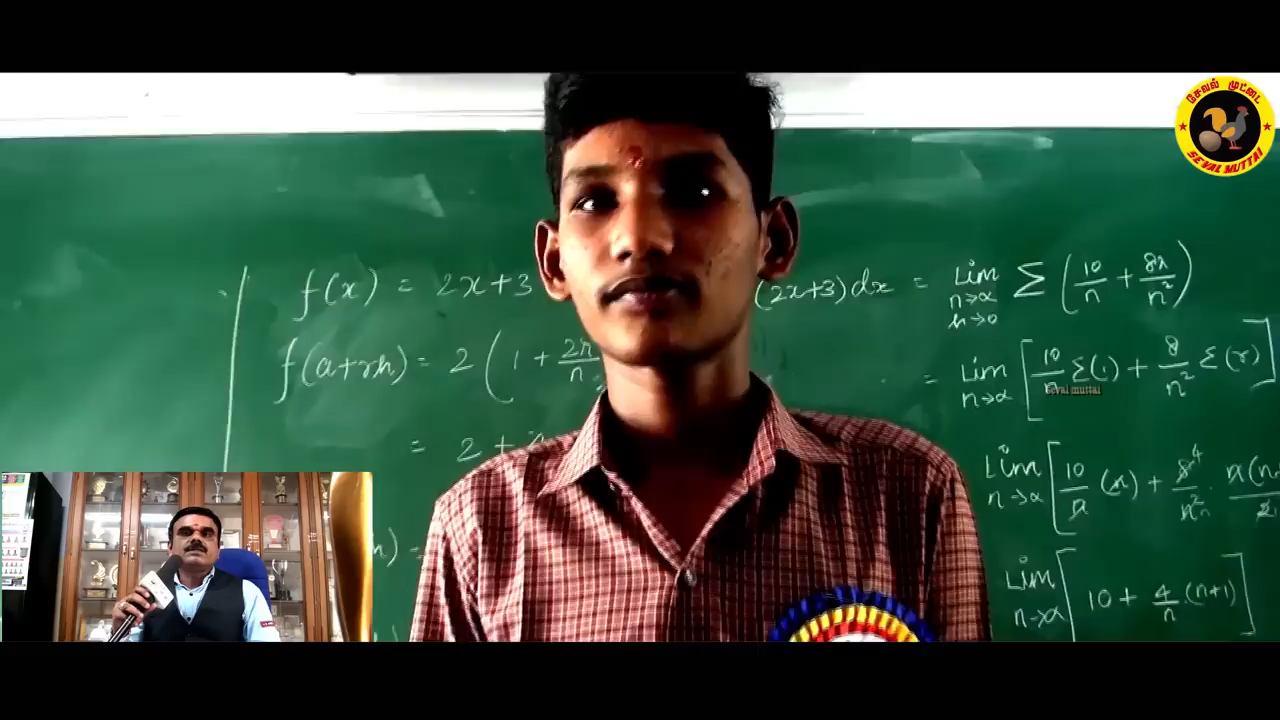 சேவல் முட்டை
SEVAL MUTTAI
f(x) = 2x+3
(2x+3)dx = Lim n→α h→0 Σ (10/n + 8r/n²)
f(a+rh) = 2 (1 + 2r/n
= Lim n→α [10/n Σ(1) + 8/n² Σ(r)]
Seval muttai
= 2 +
Lim n→α [10/n (n) + 8/n² ·
h) =
Lim n→α [10 + 4/n · (n+1)]